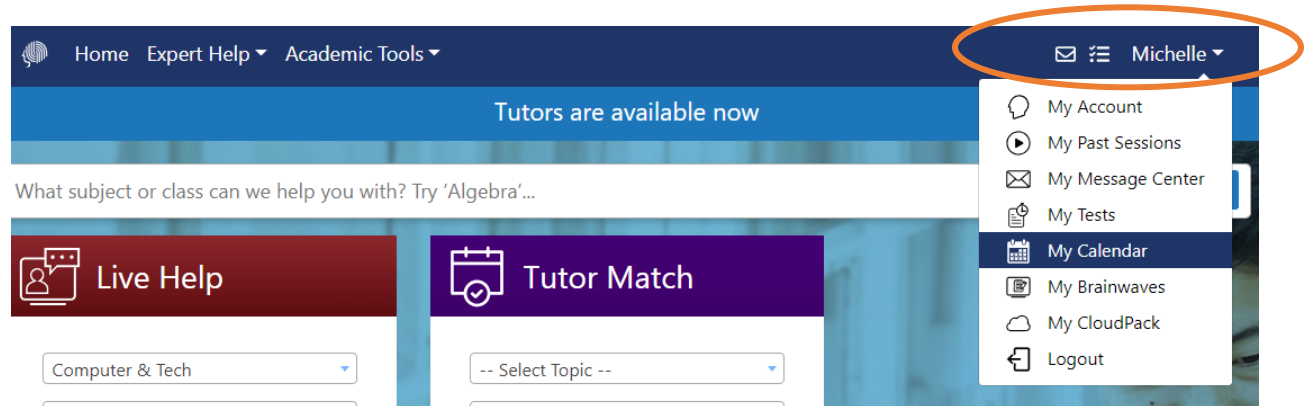 Home Expert Help Academic Tools Michelle
Tutors are available now
My Account
My Past Sessions
What subject or class can we help you with? Try 'Algebra'...
My Message Center
My Tests
My Calendar
My Brainwaves
My CloudPack
Logout
Live Help
Tutor Match
Computer & Tech
-- Select Topic --